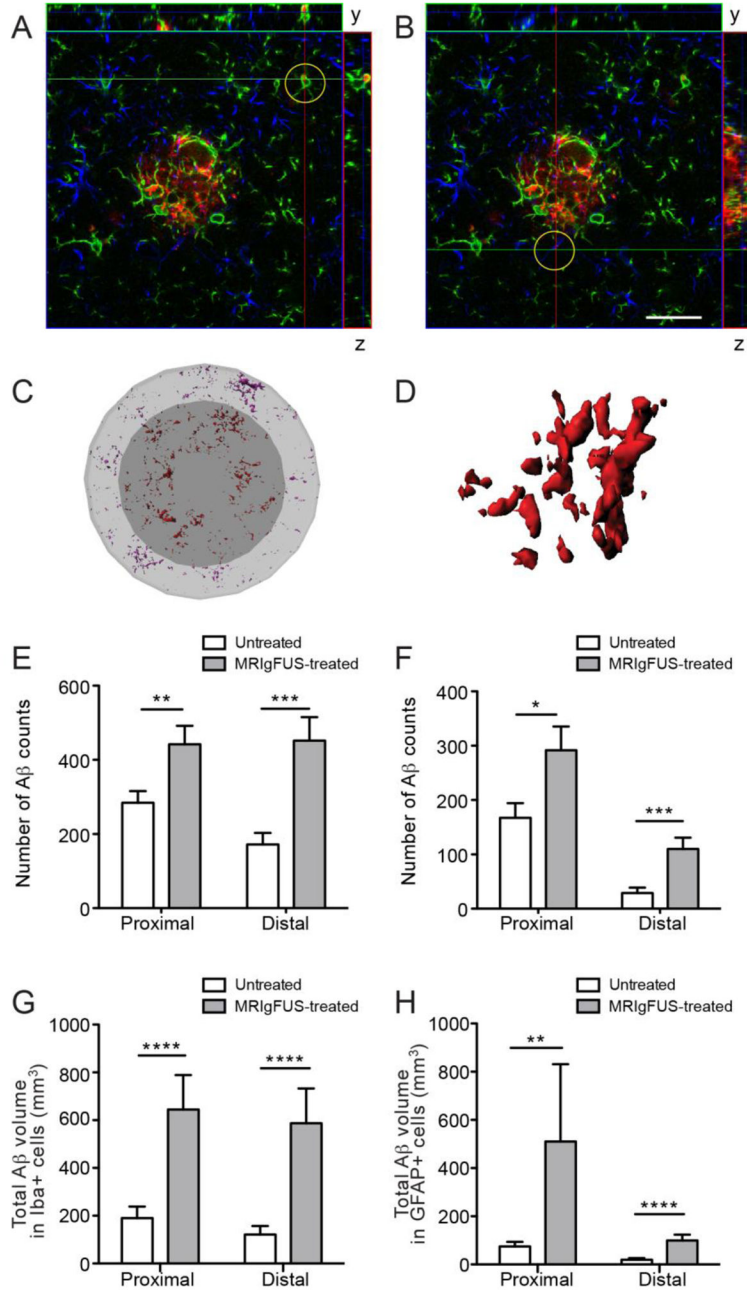 A
y
z
B
y
z
C
D
E
Untreated
MRIgFUS-treated
Number of Aβ counts
600
400
200
0
**
***
Proximal
Distal
F
Untreated
MRIgFUS-treated
Number of Aβ counts
400
300
200
100
0
*
***
Proximal
Distal
G
Untreated
MRIgFUS-treated
Total Aβ volume
in Iba+ cells (mm³)
1000
800
600
400
200
0
****
****
Proximal
Distal
H
Untreated
MRIgFUS-treated
Total Aβ volume
in GFAP+ cells (mm³)
1000
800
600
400
200
0
**
****
Proximal
Distal